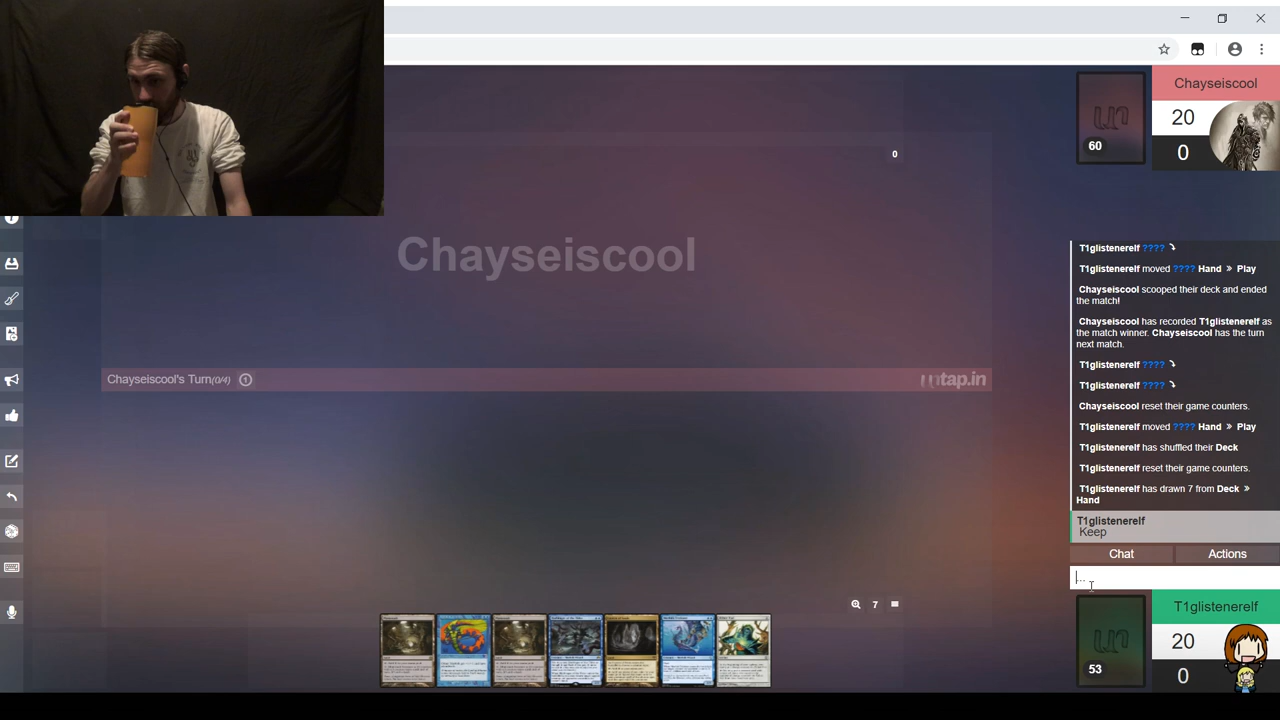 Chayseiscool
20
60
0
0
Chayseiscool
T1glistenerelf ????
T1glistenerelf moved ???? Hand » Play
Chayseiscool scooped their deck and ended
the match!
Chayseiscool has recorded T1glistenerelf as
the match winner. Chayseiscool has the turn
next match.
T1glistenerelf ????
T1glistenerelf ????
Chayseiscool reset their game counters.
T1glistenerelf moved ???? Hand » Play
T1glistenerelf has shuffled their Deck
T1glistenerelf reset their game counters.
T1glistenerelf has drawn 7 from Deck »
Hand
Chayseiscool's Turn(0/4) 1
untap.in
T1glistenerelf
Keep
Chat Actions
...
7
T1glistenerelf
20
53
0